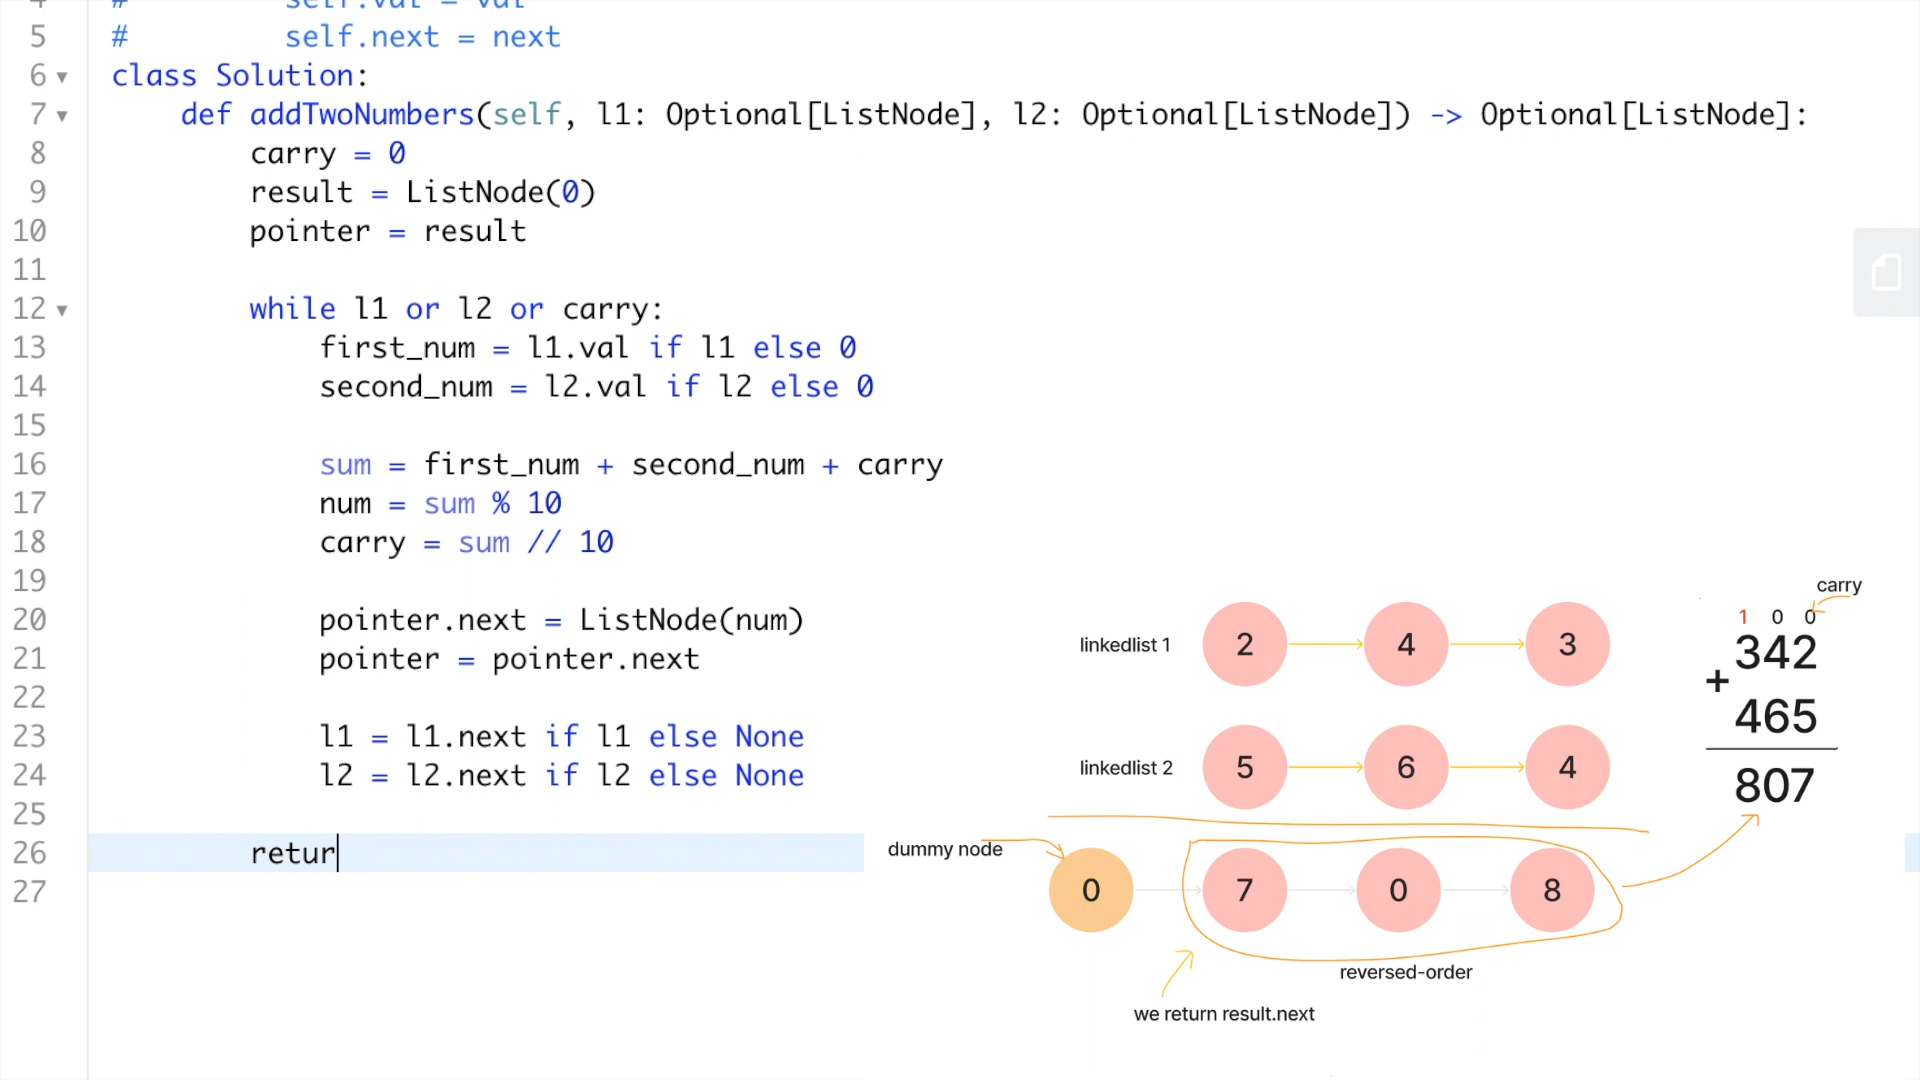 4 # self.val = val
5 # self.next = next
6 class Solution:
7 def addTwoNumbers(self, l1: Optional[ListNode], l2: Optional[ListNode]) -> Optional[ListNode]:
8 carry = 0
9 result = ListNode(0)
10 pointer = result
11
12 while l1 or l2 or carry:
13 first_num = l1.val if l1 else 0
14 second_num = l2.val if l2 else 0
15
16 sum = first_num + second_num + carry
17 num = sum % 10
18 carry = sum // 10
19
20 pointer.next = ListNode(num)
21 pointer = pointer.next
22
23 l1 = l1.next if l1 else None
24 l2 = l2.next if l2 else None
25
26 retur
27
carry
1 0 0
342
+
465
807
linkedlist 1 2 4 3
linkedlist 2 5 6 4
dummy node
0 7 0 8
reversed-order
we return result.next